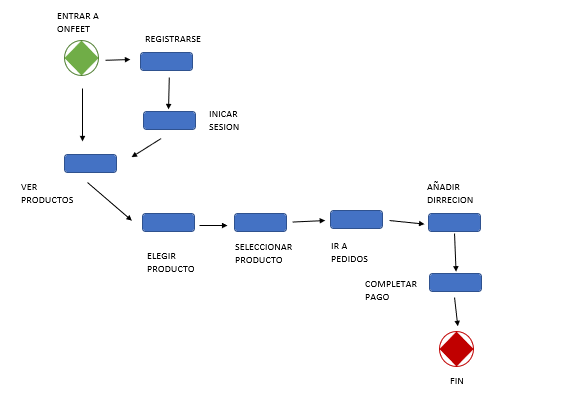 ENTRAR A
ONFEET
REGISTRARSE
INICAR
SESION
VER
PRODUCTOS
ELEGIR
PRODUCTO
SELECCIONAR
PRODUCTO
IR A
PEDIDOS
AÑADIR
DIRRECION
COMPLETAR
PAGO
FIN